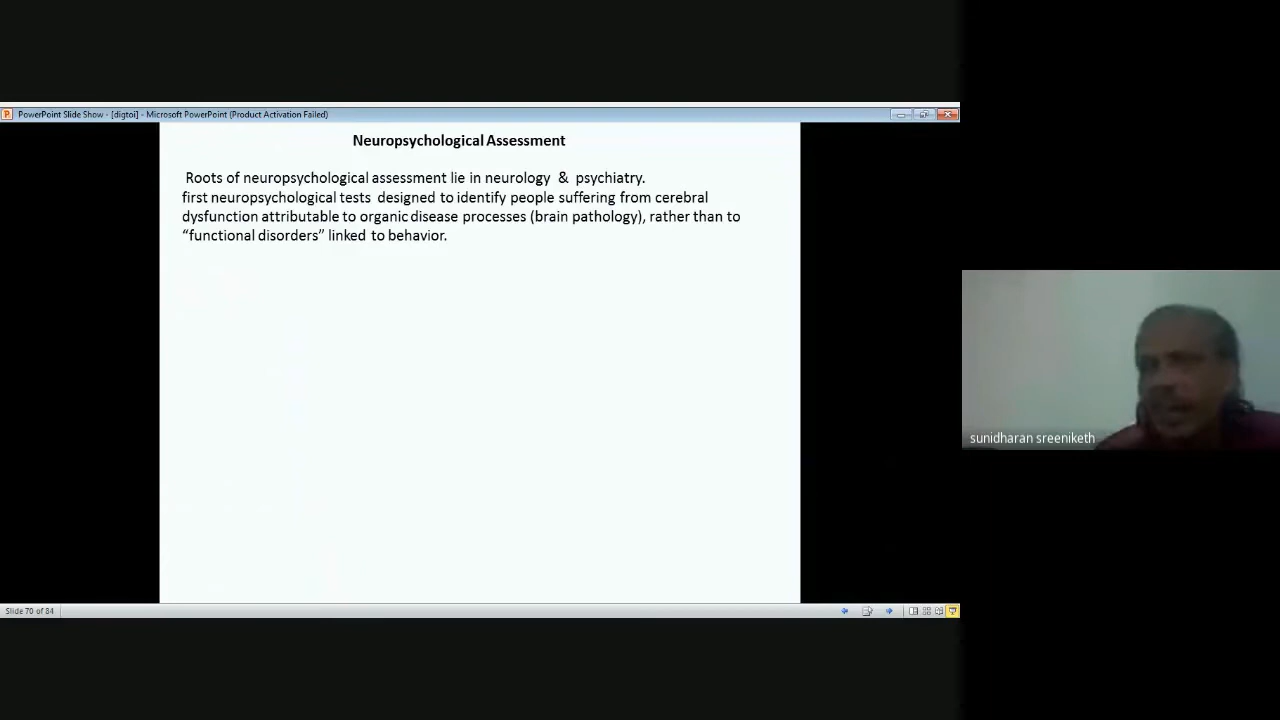 PowerPoint Slide Show - [digtoi] - Microsoft PowerPoint (Product Activation Failed)
Neuropsychological Assessment
Roots of neuropsychological assessment lie in neurology & psychiatry.
first neuropsychological tests designed to identify people suffering from cerebral
dysfunction attributable to organic disease processes (brain pathology), rather than to
“functional disorders” linked to behavior.
sunidharan sreeniketh
Slide 70 of 84